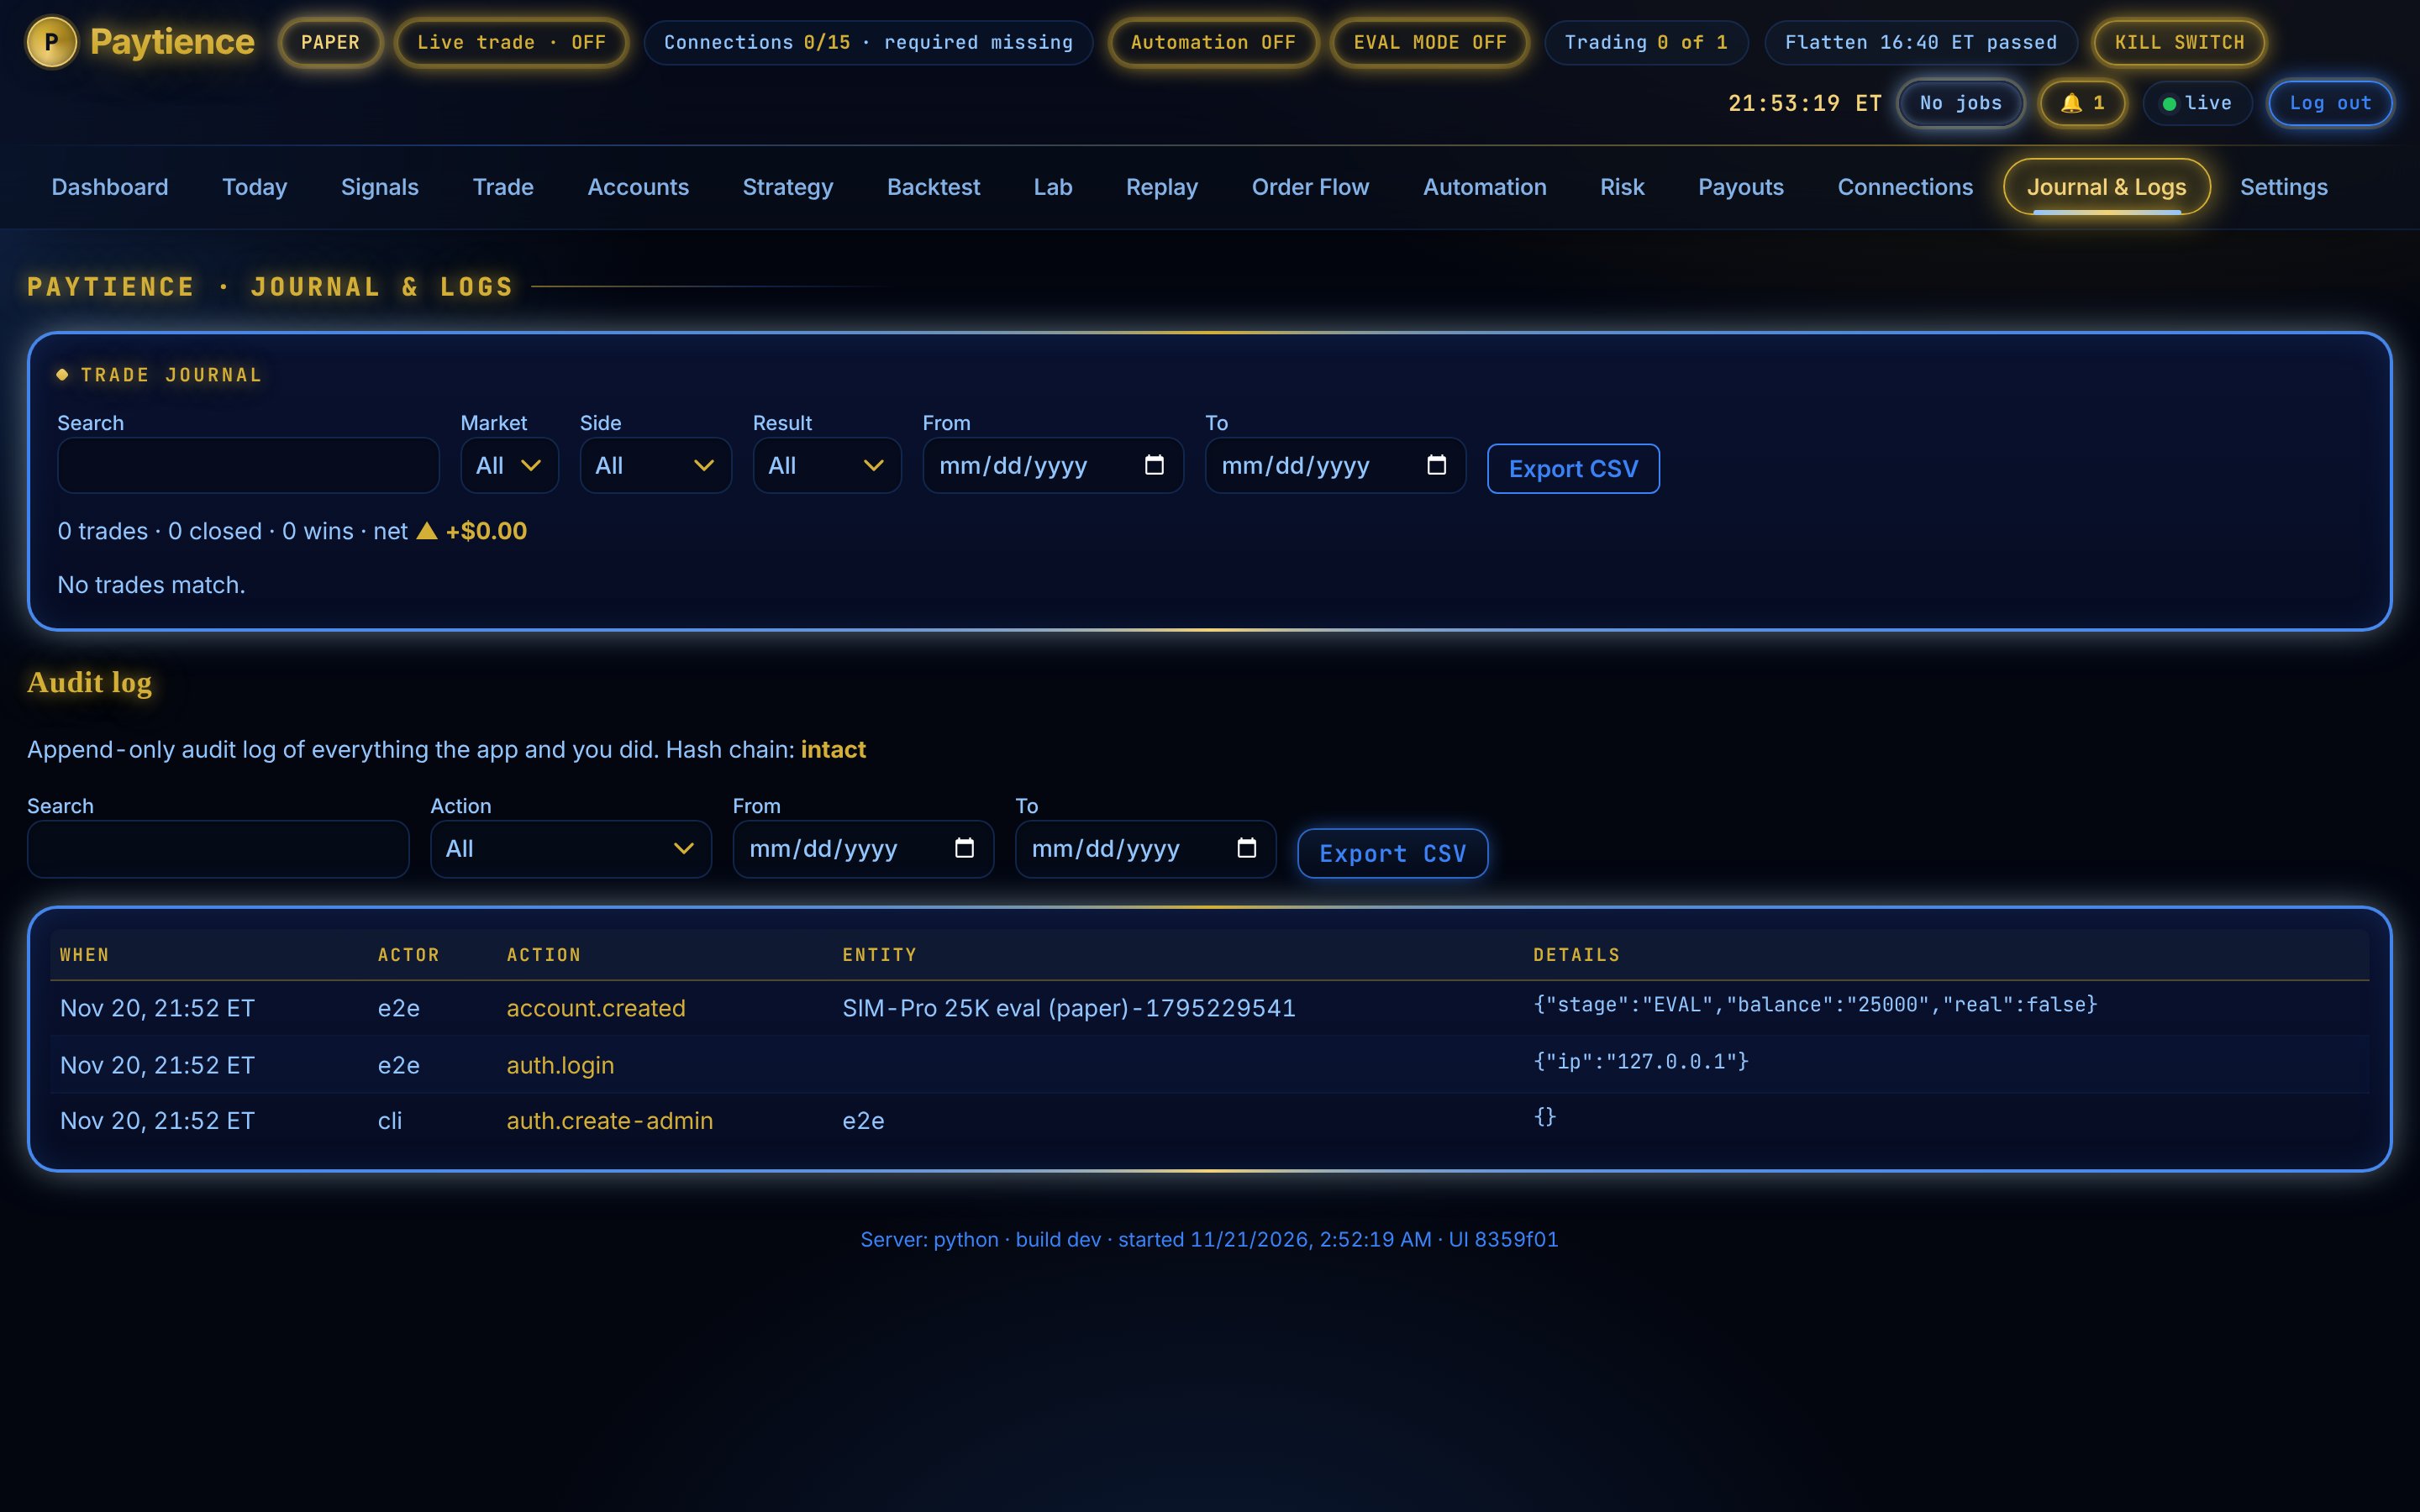 P Paytience PAPER Live trade · OFF Connections 0/15 · required missing Automation OFF EVAL MODE OFF Trading 0 of 1 Flatten 16:40 ET passed KILL SWITCH
21:53:19 ET No jobs 🔔 1 live Log out
Dashboard Today Signals Trade Accounts Strategy Backtest Lab Replay Order Flow Automation Risk Payouts Connections Journal & Logs Settings
PAYTIENCE · JOURNAL & LOGS
TRADE JOURNAL
Search Market Side Result From To
All All All mm/dd/yyyy mm/dd/yyyy Export CSV
0 trades · 0 closed · 0 wins · net ▲ +$0.00
No trades match.
Audit log
Append-only audit log of everything the app and you did. Hash chain: intact
Search Action From To
All mm/dd/yyyy mm/dd/yyyy Export CSV
WHEN ACTOR ACTION ENTITY DETAILS
Nov 20, 21:52 ET e2e account.created SIM-Pro 25K eval (paper)-1795229541 {"stage":"EVAL","balance":"25000","real":false}
Nov 20, 21:52 ET e2e auth.login {"ip":"127.0.0.1"}
Nov 20, 21:52 ET cli auth.create-admin e2e {}
Server: python · build dev · started 11/21/2026, 2:52:19 AM · UI 8359f01